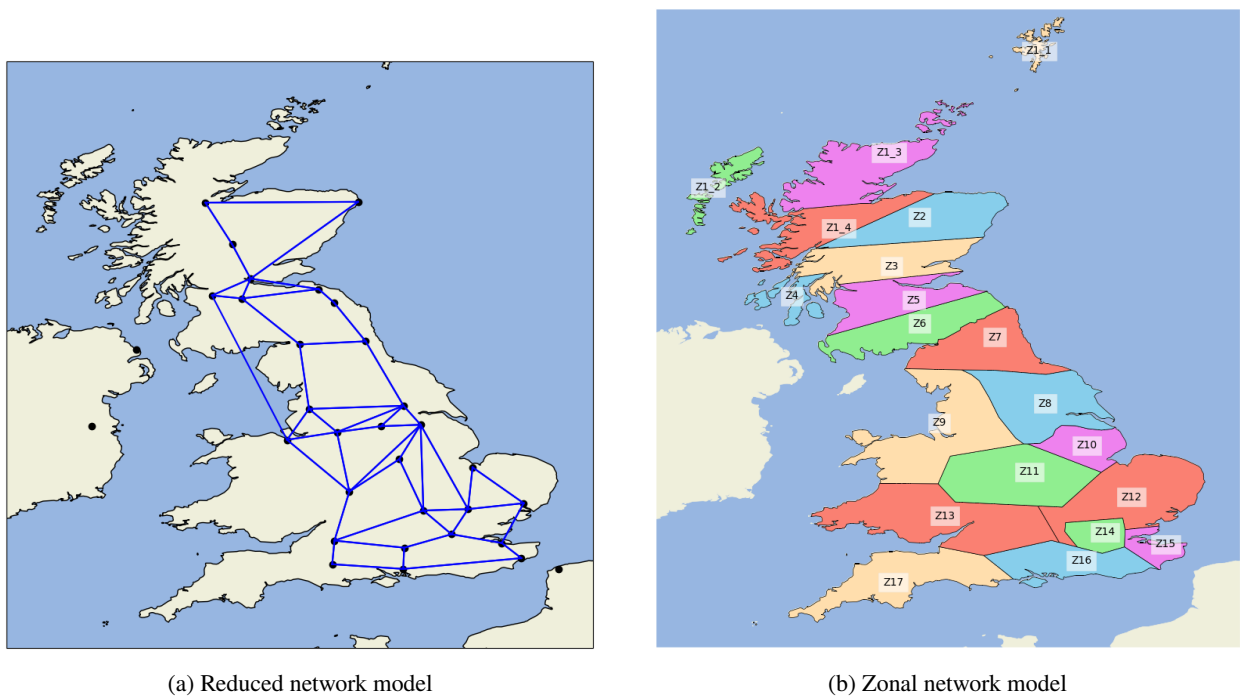 Z1_1
Z1_3
Z1_2
Z2
Z1_4
Z3
Z4
Z5
Z6
Z7
Z8
Z9
Z10
Z11
Z12
Z13
Z14
Z15
Z16
Z17
(a) Reduced network model
(b) Zonal network model